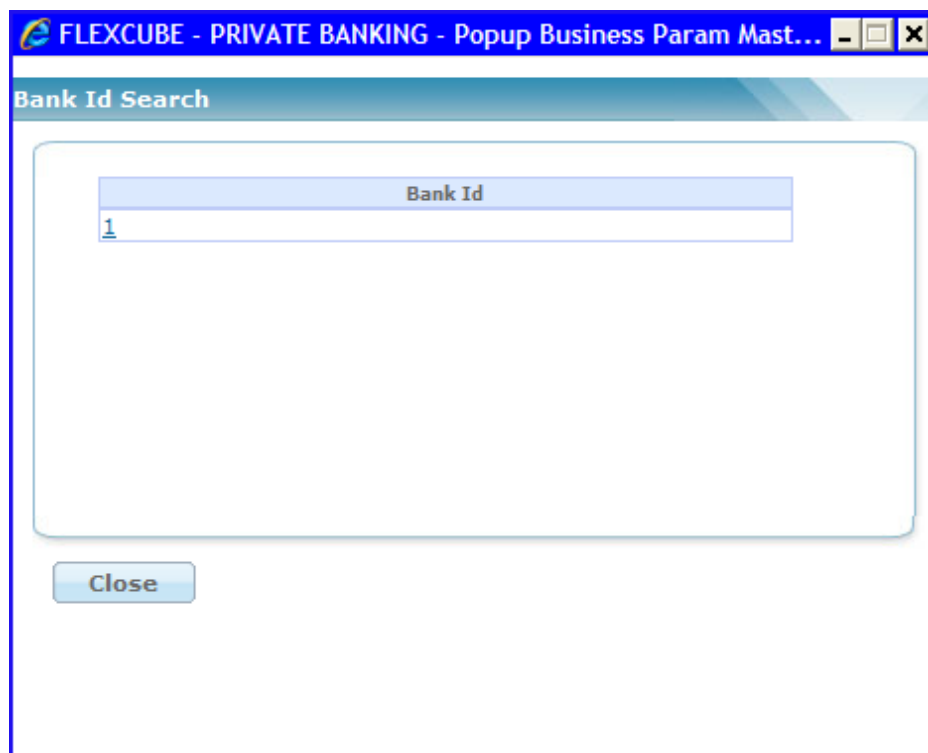 FLEXCUBE - PRIVATE BANKING - Popup Business Param Mast...
Bank Id Search
Bank Id
1
Close